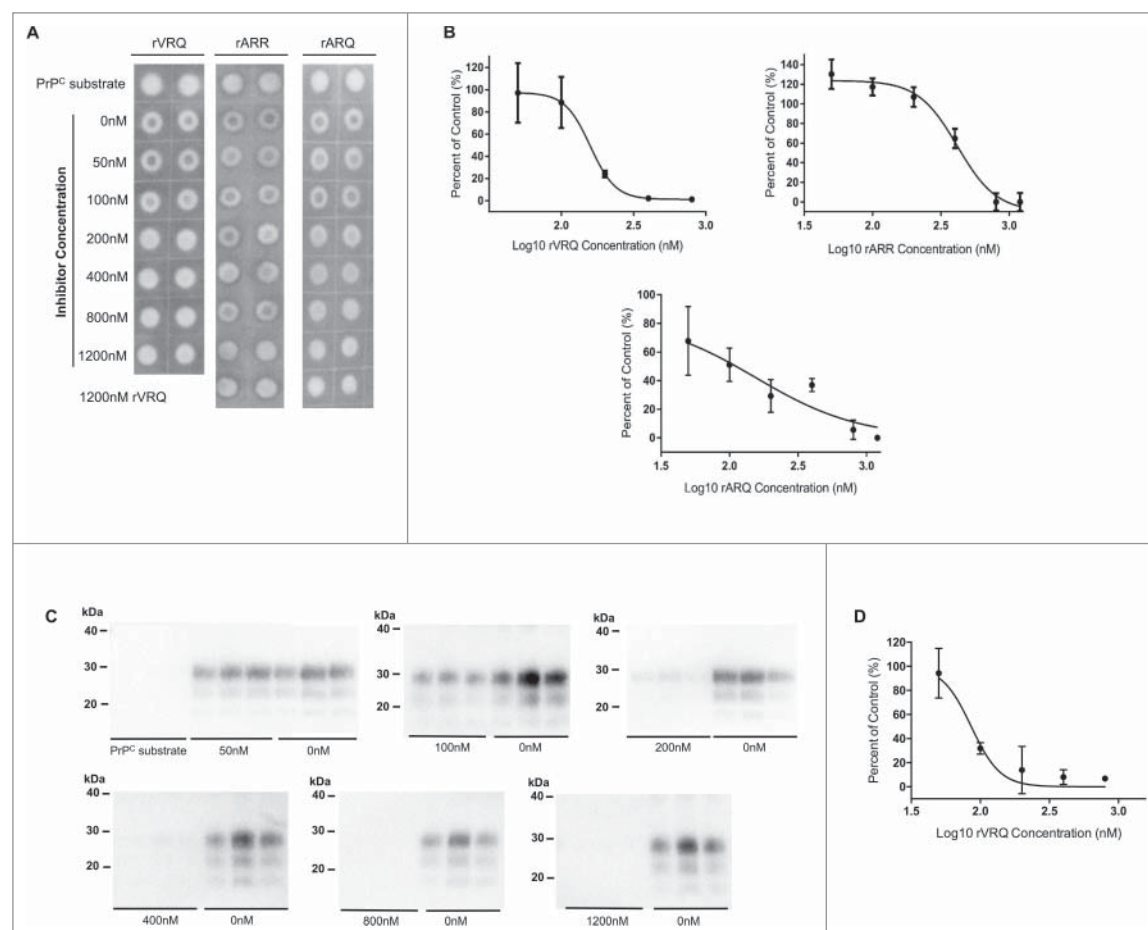 A
rVRQ rARR rARQ
PrPC substrate
Inhibitor Concentration
0nM
50nM
100nM
200nM
400nM
800nM
1200nM
1200nM rVRQ
B
Percent of Control (%)
120
100
80
60
40
20
0
2.0 2.5 3.0
Log10 rVRQ Concentration (nM)
Percent of Control (%)
140
120
100
80
60
40
20
0
2.0 2.5 3.0
Log10 rARR Concentration (nM)
Percent of Control (%)
100
80
60
40
20
0
1.5 2.0 2.5 3.0
Log10 rARQ Concentration (nM)
C
kDa
40
30
20
PrPC substrate 50nM 0nM
kDa
40
30
20
100nM 0nM
kDa
40
30
20
200nM 0nM
kDa
40
30
20
400nM 0nM
kDa
40
30
20
800nM 0nM
kDa
40
30
20
1200nM 0nM
D
Percent of Control (%)
120
100
80
60
40
20
0
1.5 2.0 2.5 3.0
Log10 rVRQ Concentration (nM)